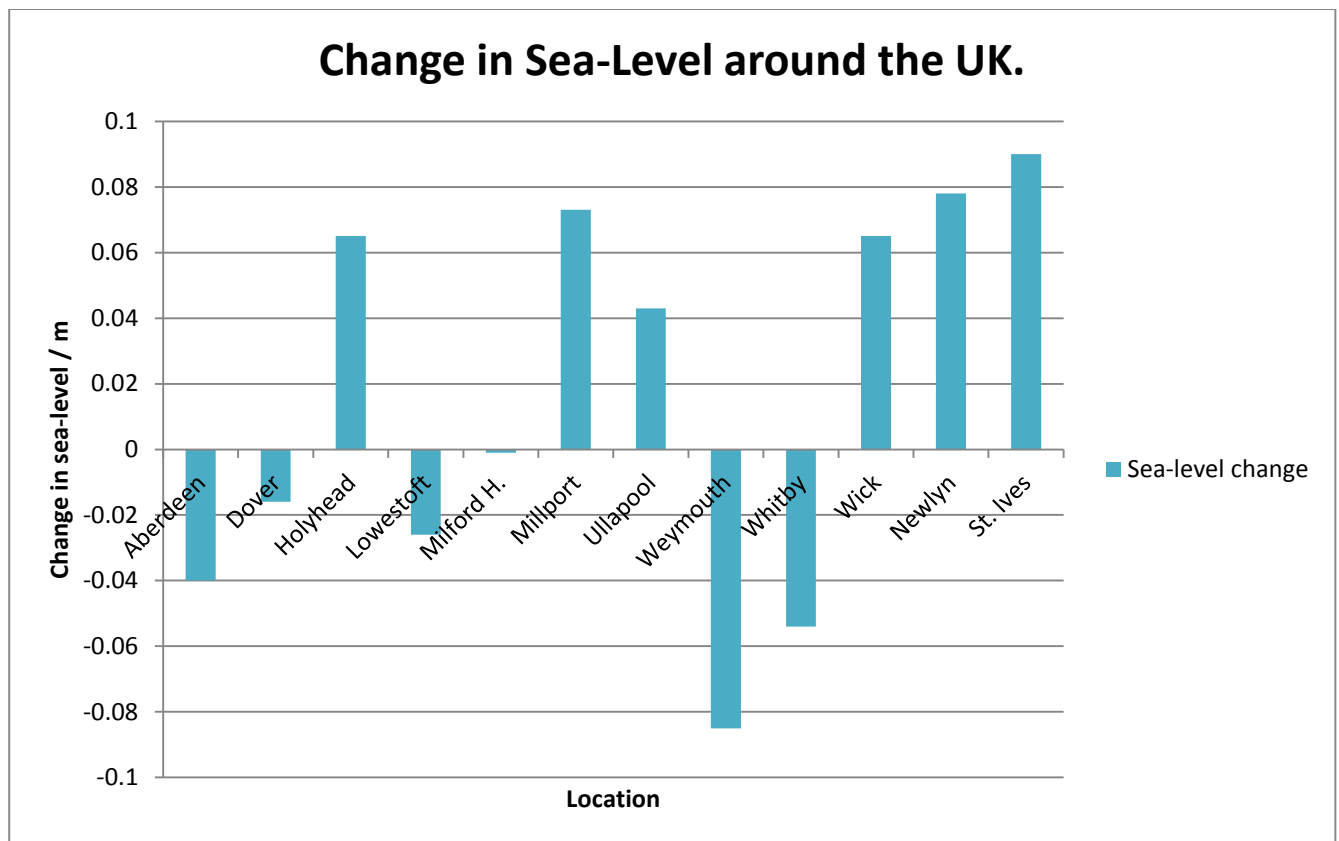 Change in Sea-Level around the UK.
Change in sea-level / m
0.1
0.08
0.06
0.04
0.02
0
-0.02
-0.04
-0.06
-0.08
-0.1
Aberdeen
Dover
Holyhead
Lowestoft
Milford H.
Millport
Ullapool
Weymouth
Whitby
Wick
Newlyn
St. Ives
Location
Sea-level change